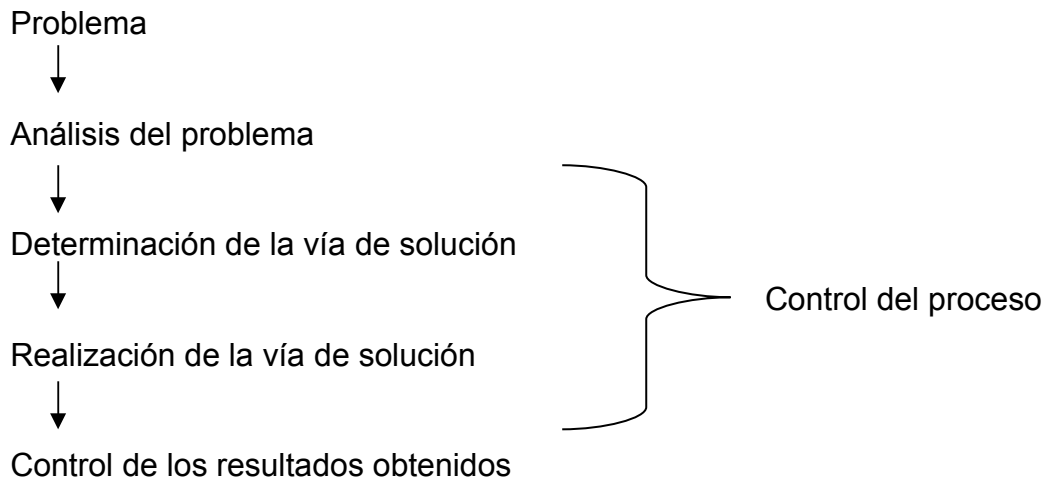 Problema
Análisis del problema
Determinación de la vía de solución
Control del proceso
Realización de la vía de solución
Control de los resultados obtenidos